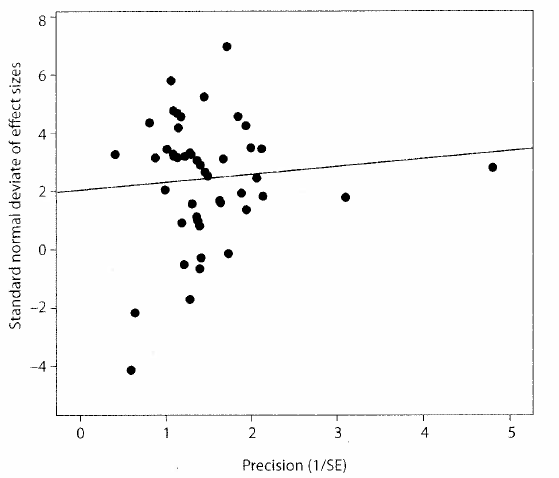 8
6
4
2
0
−2
−4
Standard normal deviate of effect sizes
0 1 2 3 4 5
Precision (1/SE)